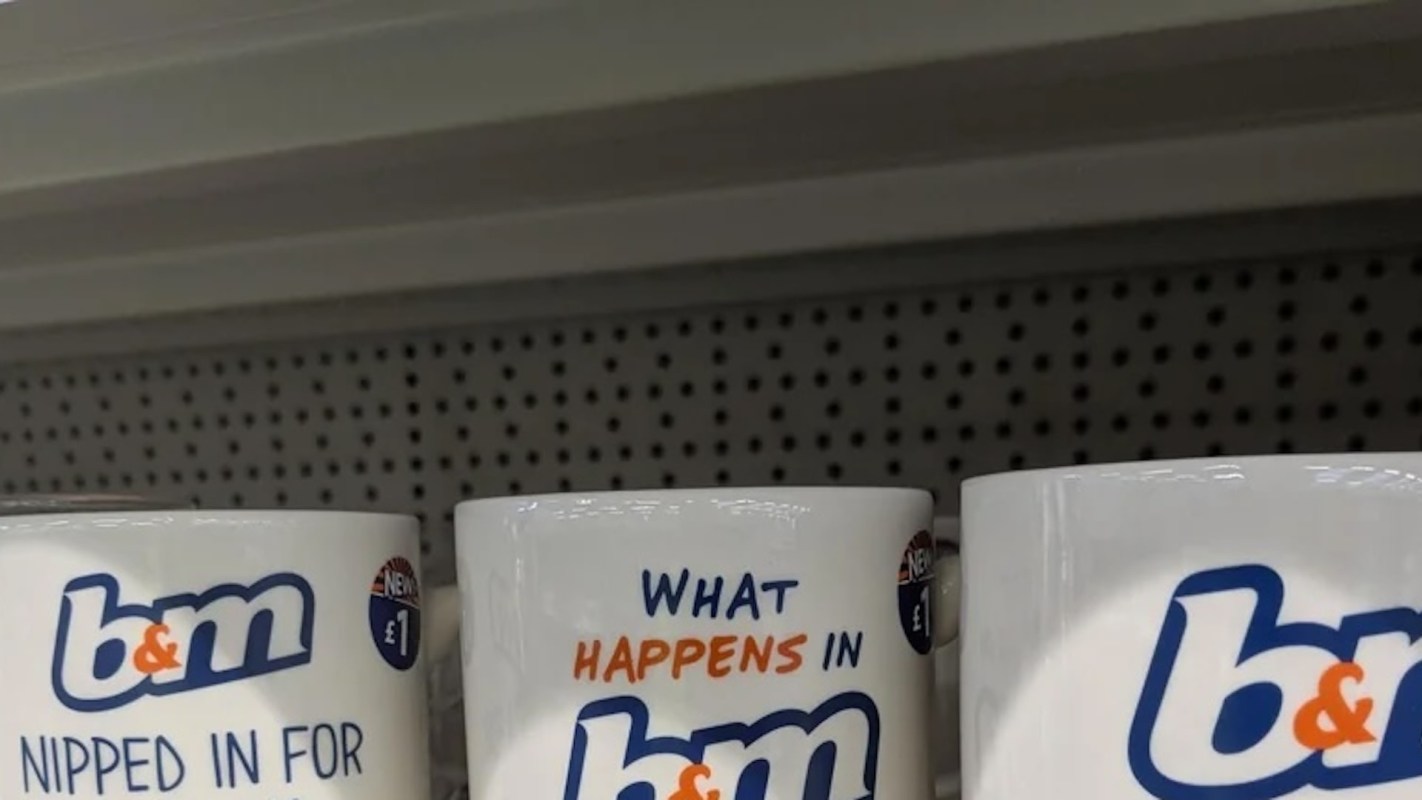 b&m
NIPPED IN FOR
NEW!
£1
WHAT
HAPPENS IN
b&m
NEW!
£1
b&